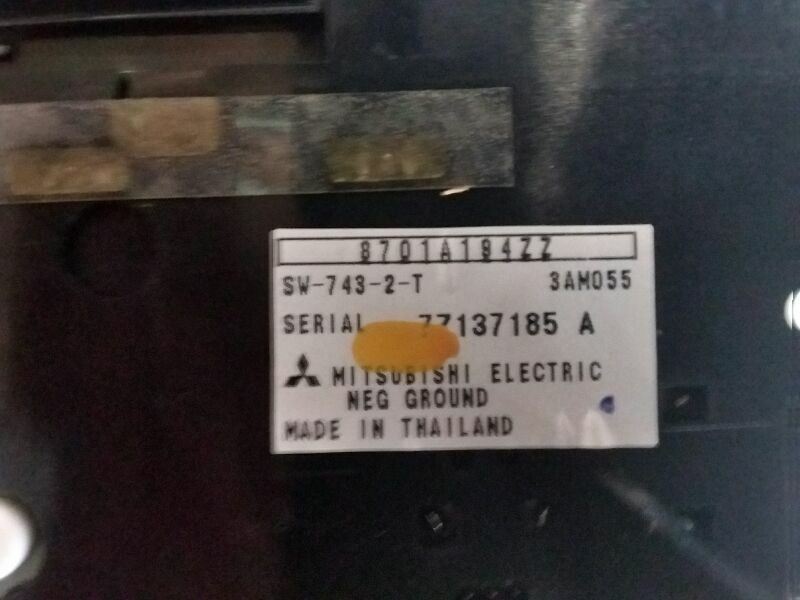 8701A194ZZ
SW-743-2-T 3AM055
SERIAL 77137185 A
MITSUBISHI ELECTRIC
NEG GROUND
MADE IN THAILAND